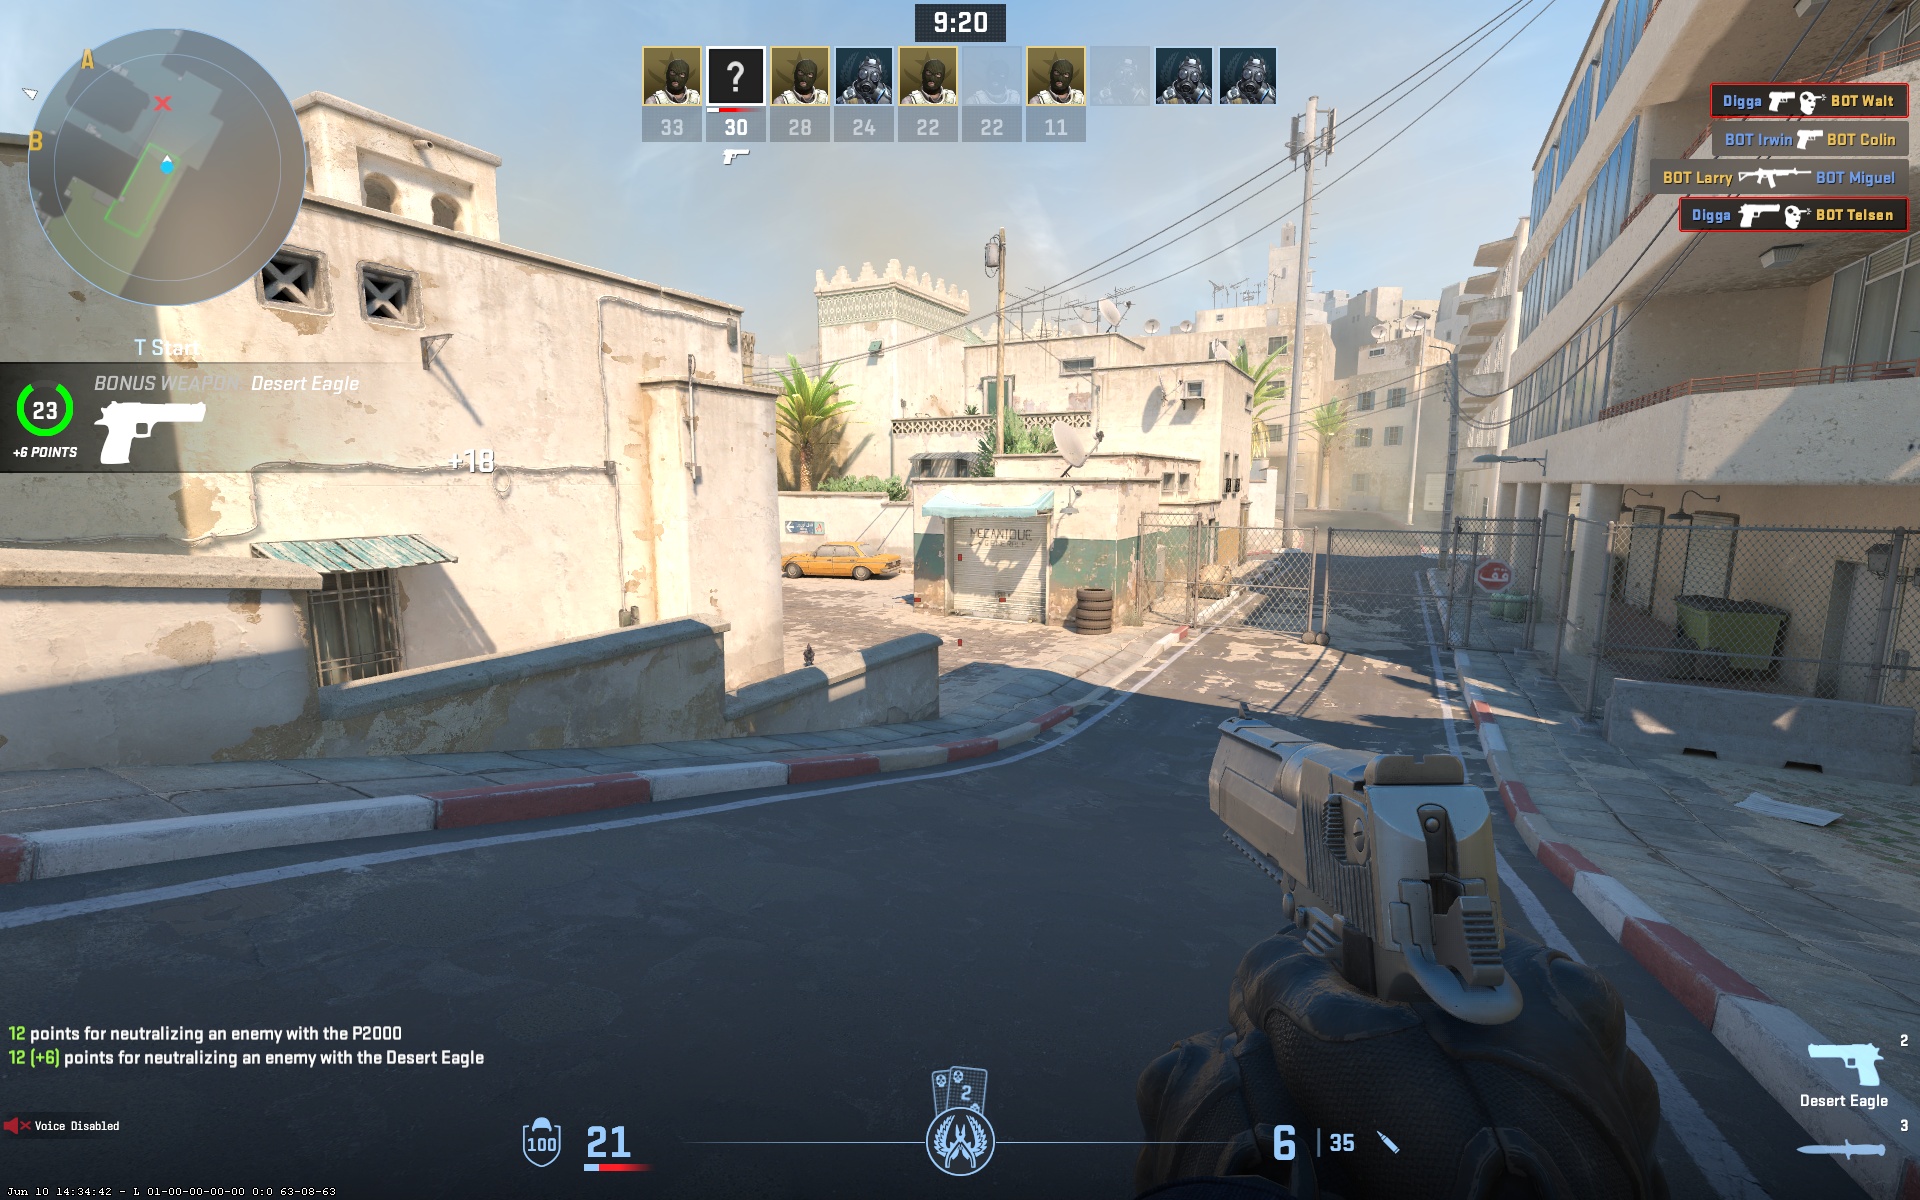 9:20
A
B
?
33 30 28 24 22 22 11
Digga BOT Walt
BOT Irwin BOT Colin
BOT Larry BOT Miguel
Digga BOT Telsen
T Start
BONUS WEAPON Desert Eagle
23
+6 POINTS
+18
MECANIQUE
12 points for neutralizing an enemy with the P2000
12 (+6) points for neutralizing an enemy with the Desert Eagle
Voice Disabled
100 21
2
6 | 35
2
Desert Eagle
3
Jun 10 14:34:42 - L 01-00-00-00-00 0:0 63-08-63